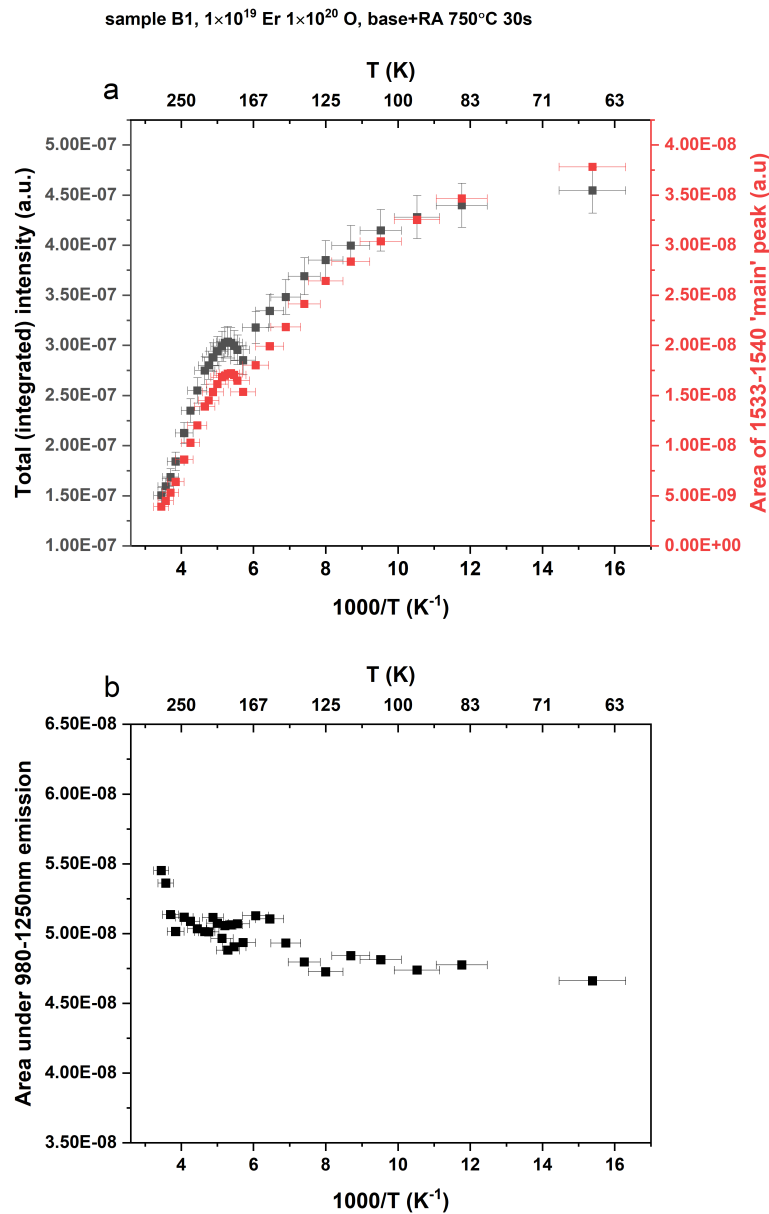 sample B1, 1×10¹⁹ Er 1×10²⁰ O, base+RA 750°C 30s
T (K)
a
250 167 125 100 83 71 63
5.00E-07 4.00E-08
4.50E-07 3.50E-08
4.00E-07 3.00E-08
3.50E-07 2.50E-08
3.00E-07 2.00E-08
2.50E-07 1.50E-08
2.00E-07 1.00E-08
1.50E-07 5.00E-09
1.00E-07 0.00E+00
Total (integrated) intensity (a.u.)
Area of 1533-1540 'main' peak (a.u)
4 6 8 10 12 14 16
1000/T (K⁻¹)
b
T (K)
250 167 125 100 83 71 63
6.50E-08
6.00E-08
5.50E-08
5.00E-08
4.50E-08
4.00E-08
3.50E-08
Area under 980-1250nm emission
4 6 8 10 12 14 16
1000/T (K⁻¹)